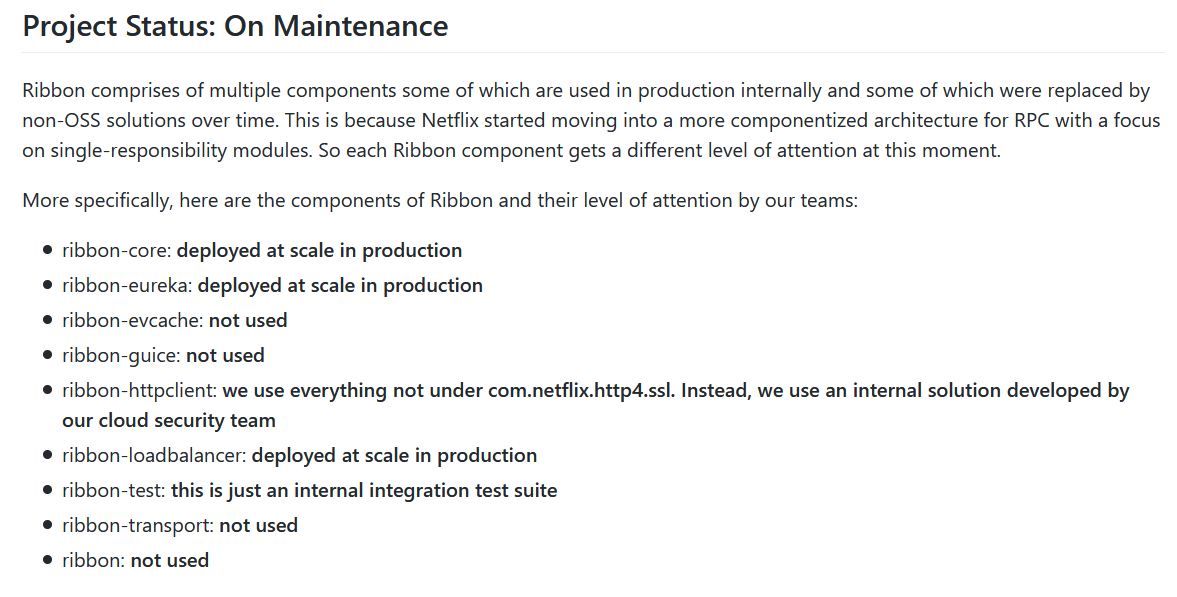 Project Status: On Maintenance
Ribbon comprises of multiple components some of which are used in production internally and some of which were replaced by
non-OSS solutions over time. This is because Netflix started moving into a more componentized architecture for RPC with a focus
on single-responsibility modules. So each Ribbon component gets a different level of attention at this moment.
More specifically, here are the components of Ribbon and their level of attention by our teams:
• ribbon-core: deployed at scale in production
• ribbon-eureka: deployed at scale in production
• ribbon-evcache: not used
• ribbon-guice: not used
• ribbon-httpclient: we use everything not under com.netflix.http4.ssl. Instead, we use an internal solution developed by
our cloud security team
• ribbon-loadbalancer: deployed at scale in production
• ribbon-test: this is just an internal integration test suite
• ribbon-transport: not used
• ribbon: not used